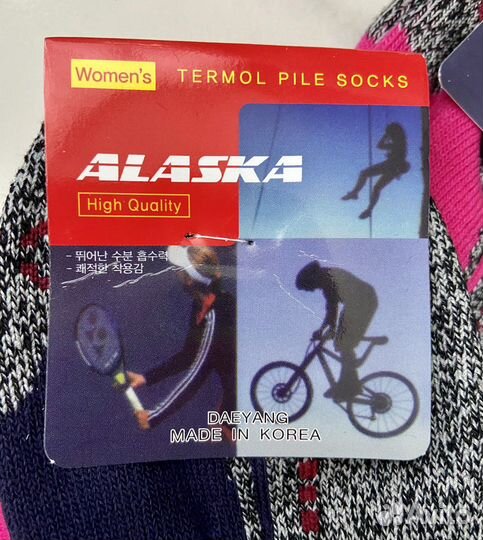 Women's
TERMOL PILE SOCKS
ALASKA
High Quality
- 뛰어난 수분 흡수력
- 쾌적한 착용감
DAEYANG
MADE IN KOREA
Avito